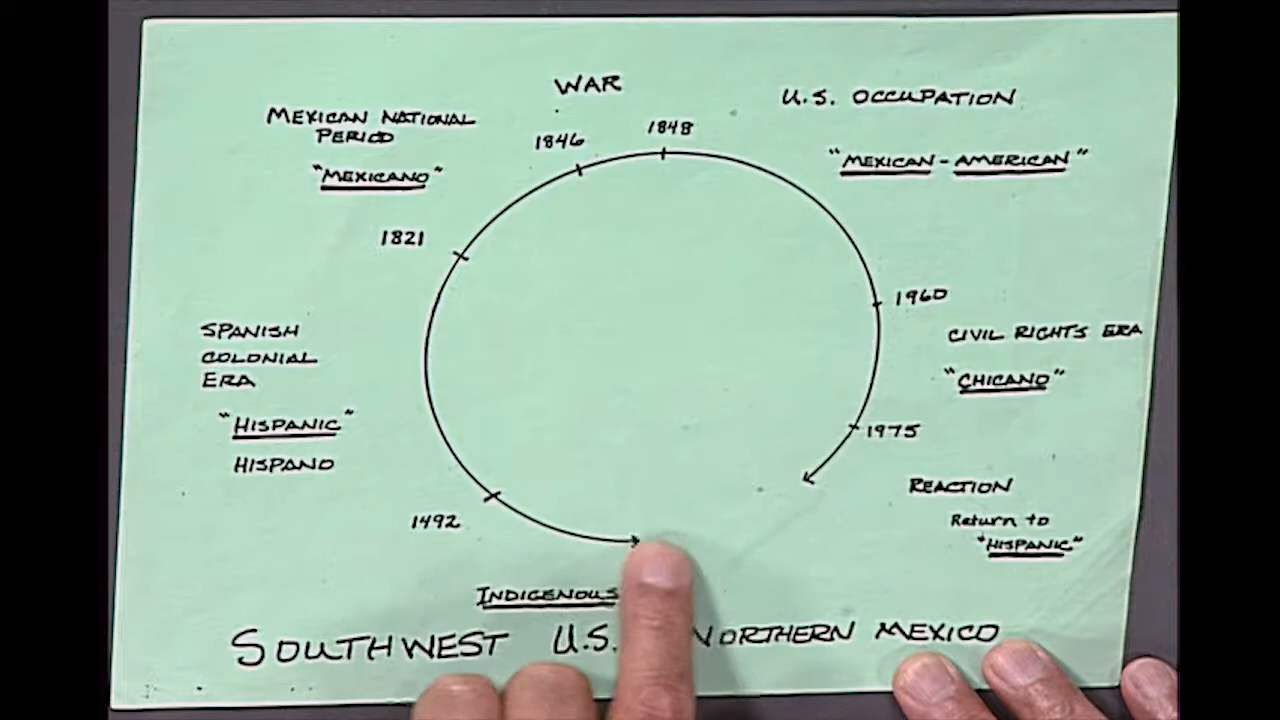 WAR
U.S. OCCUPATION
MEXICAN NATIONAL
PERIOD
1846
1848
"MEXICANO"
"MEXICAN-AMERICAN"
1821
1960
SPANISH
COLONIAL
ERA
CIVIL RIGHTS ERA
"CHICANO"
"HISPANIC"
1975
HISPANO
REACTION
1492
Return to
"HISPANIC"
INDIGENOUS
SOUTHWEST U.S. NORTHERN MEXICO